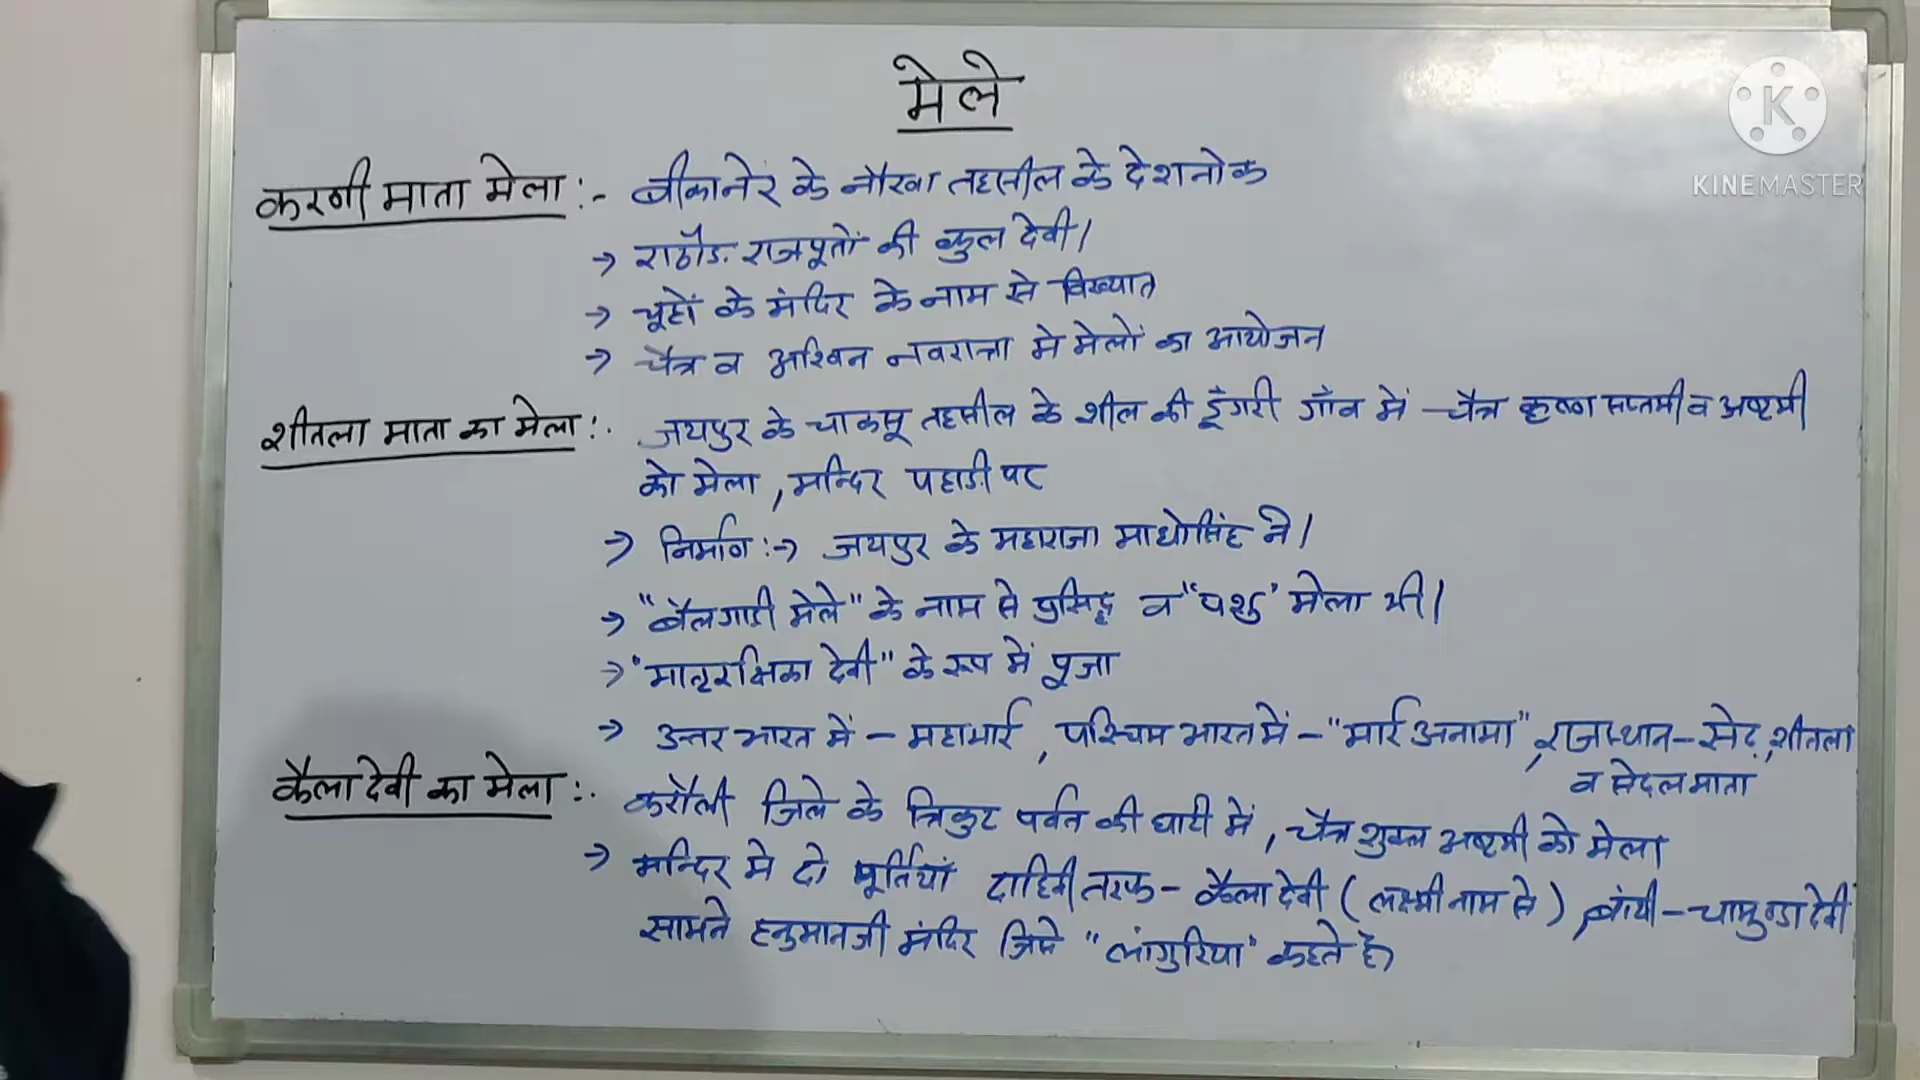 मेले
KINEMASTER
करणी माता मेला :- बीकानेर के नौखा तहसील के देशनोक
→ राठौड़ राजपूतों की कुल देवी।
→ चूहों के मंदिर के नाम से विख्यात
→ चैत्र व अश्विन नवरात्रा मे मेलों का आयोजन
शीतला माता का मेला :- जयपुर के चाकसू तहसील के शील की डूँगरी गाँव में - चैत्र कृष्ण सप्तमी व अष्टमी
को मेला, मन्दिर पहाडी पर
→ निर्माण :→ जयपुर के महाराजा माधोसिंह ने।
→ "बैलगाडी मेले" के नाम से प्रसिद्ध व "पशु" मेला भी।
→ "मातृरक्षिका देवी" के रूप में पूजा
→ उत्तर भारत में - महामाई, पश्चिम भारत में - "माई अनामा", राजस्थान - सेढ, शीतला
व सेदल माता
कैला देवी का मेला :- करौली जिले के त्रिकुट पर्वत की घाटी में, चैत्र शुक्ल अष्टमी को मेला
→ मन्दिर मे दो मूर्तियां दाहिनी तरफ - कैला देवी (लक्ष्मी नाम से), बांयी - चामुण्डा देवी
सामने हनुमानजी मंदिर जिसे "लांगुरिया" कहते है